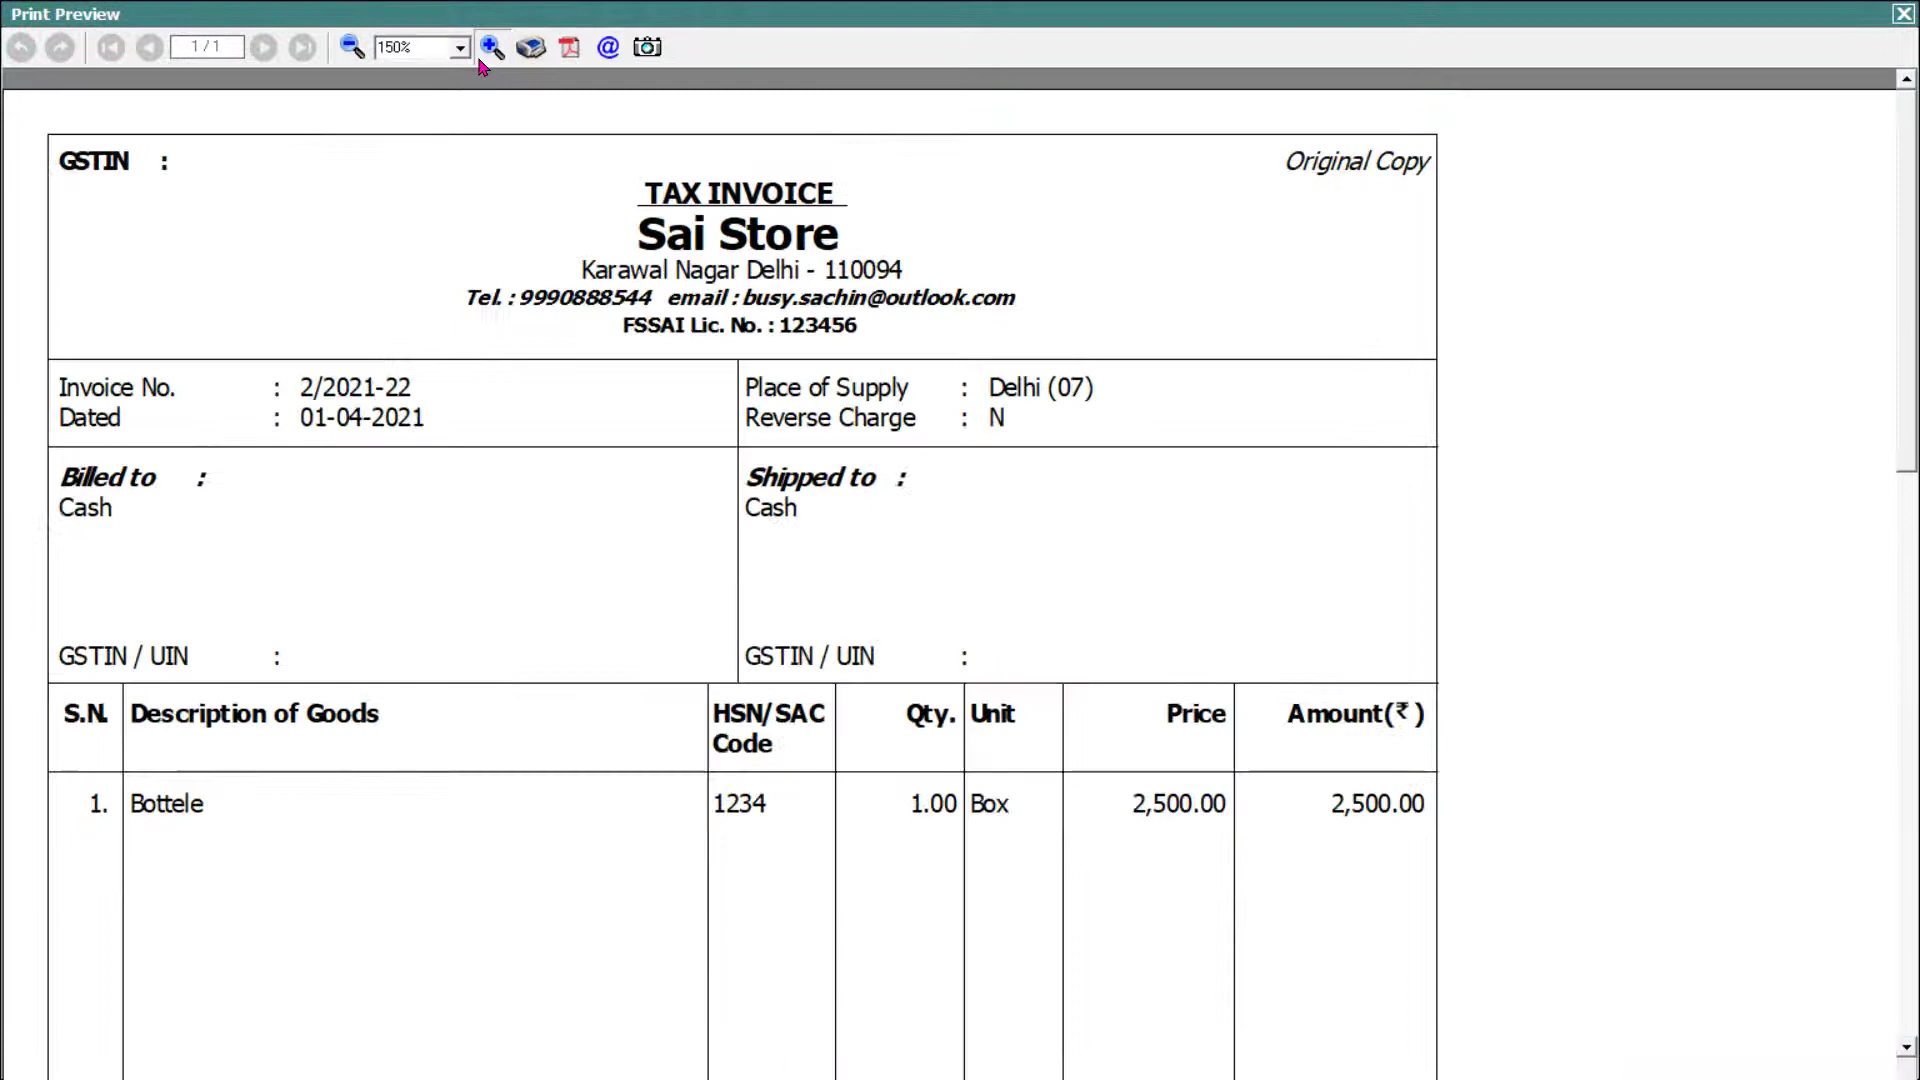 Print Preview
1 / 1
150%
GSTIN :
Original Copy
TAX INVOICE
Sai Store
Karawal Nagar Delhi - 110094
Tel. : 9990888544 email : busy.sachin@outlook.com
FSSAI Lic. No. : 123456
Invoice No. : 2/2021-22
Dated : 01-04-2021
Place of Supply : Delhi (07)
Reverse Charge : N
Billed to :
Cash
GSTIN / UIN :
Shipped to :
Cash
GSTIN / UIN :
S.N. Description of Goods HSN/SAC Code Qty. Unit Price Amount(₹ )
1. Bottele 1234 1.00 Box 2,500.00 2,500.00